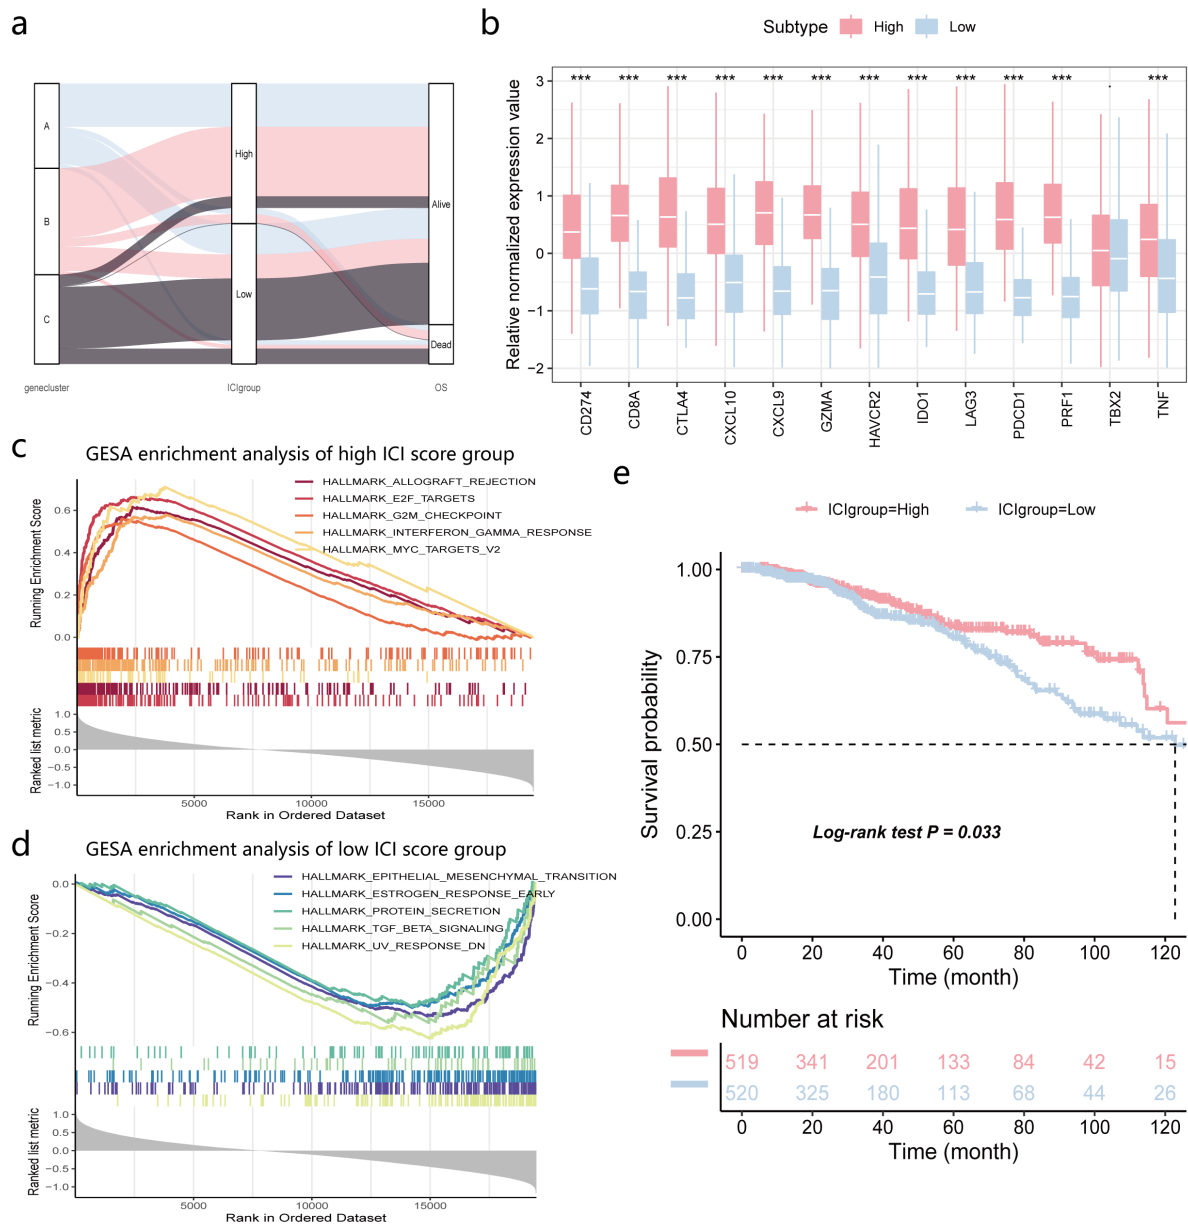 a
A
B
C
High
Low
Alive
Dead
genecluster
ICIgroup
OS
b
Subtype High Low
Relative normalized expression value
3
2
1
0
−1
−2
*** *** *** *** *** *** *** *** *** *** *** . ***
CD274
CD8A
CTLA4
CXCL10
CXCL9
GZMA
HAVCR2
IDO1
LAG3
PDCD1
PRF1
TBX2
TNF
c
GESA enrichment analysis of high ICI score group
HALLMARK_ALLOGRAFT_REJECTION
HALLMARK_E2F_TARGETS
HALLMARK_G2M_CHECKPOINT
HALLMARK_INTERFERON_GAMMA_RESPONSE
HALLMARK_MYC_TARGETS_V2
Running Enrichment Score
0.6
0.4
0.2
0.0
Ranked list metric
1.0
0.5
0.0
−0.5
−1.0
5000 10000 15000
Rank in Ordered Dataset
d
GESA enrichment analysis of low ICI score group
HALLMARK_EPITHELIAL_MESENCHYMAL_TRANSITION
HALLMARK_ESTROGEN_RESPONSE_EARLY
HALLMARK_PROTEIN_SECRETION
HALLMARK_TGF_BETA_SIGNALING
HALLMARK_UV_RESPONSE_DN
Running Enrichment Score
0.0
−0.2
−0.4
−0.6
Ranked list metric
1.0
0.5
0.0
−0.5
−1.0
5000 10000 15000
Rank in Ordered Dataset
e
ICIgroup=High ICIgroup=Low
Survival probability
1.00
0.75
0.50
0.25
0.00
Log-rank test P = 0.033
0 20 40 60 80 100 120
Time (month)
Number at risk
519 341 201 133 84 42 15
520 325 180 113 68 44 26
0 20 40 60 80 100 120
Time (month)